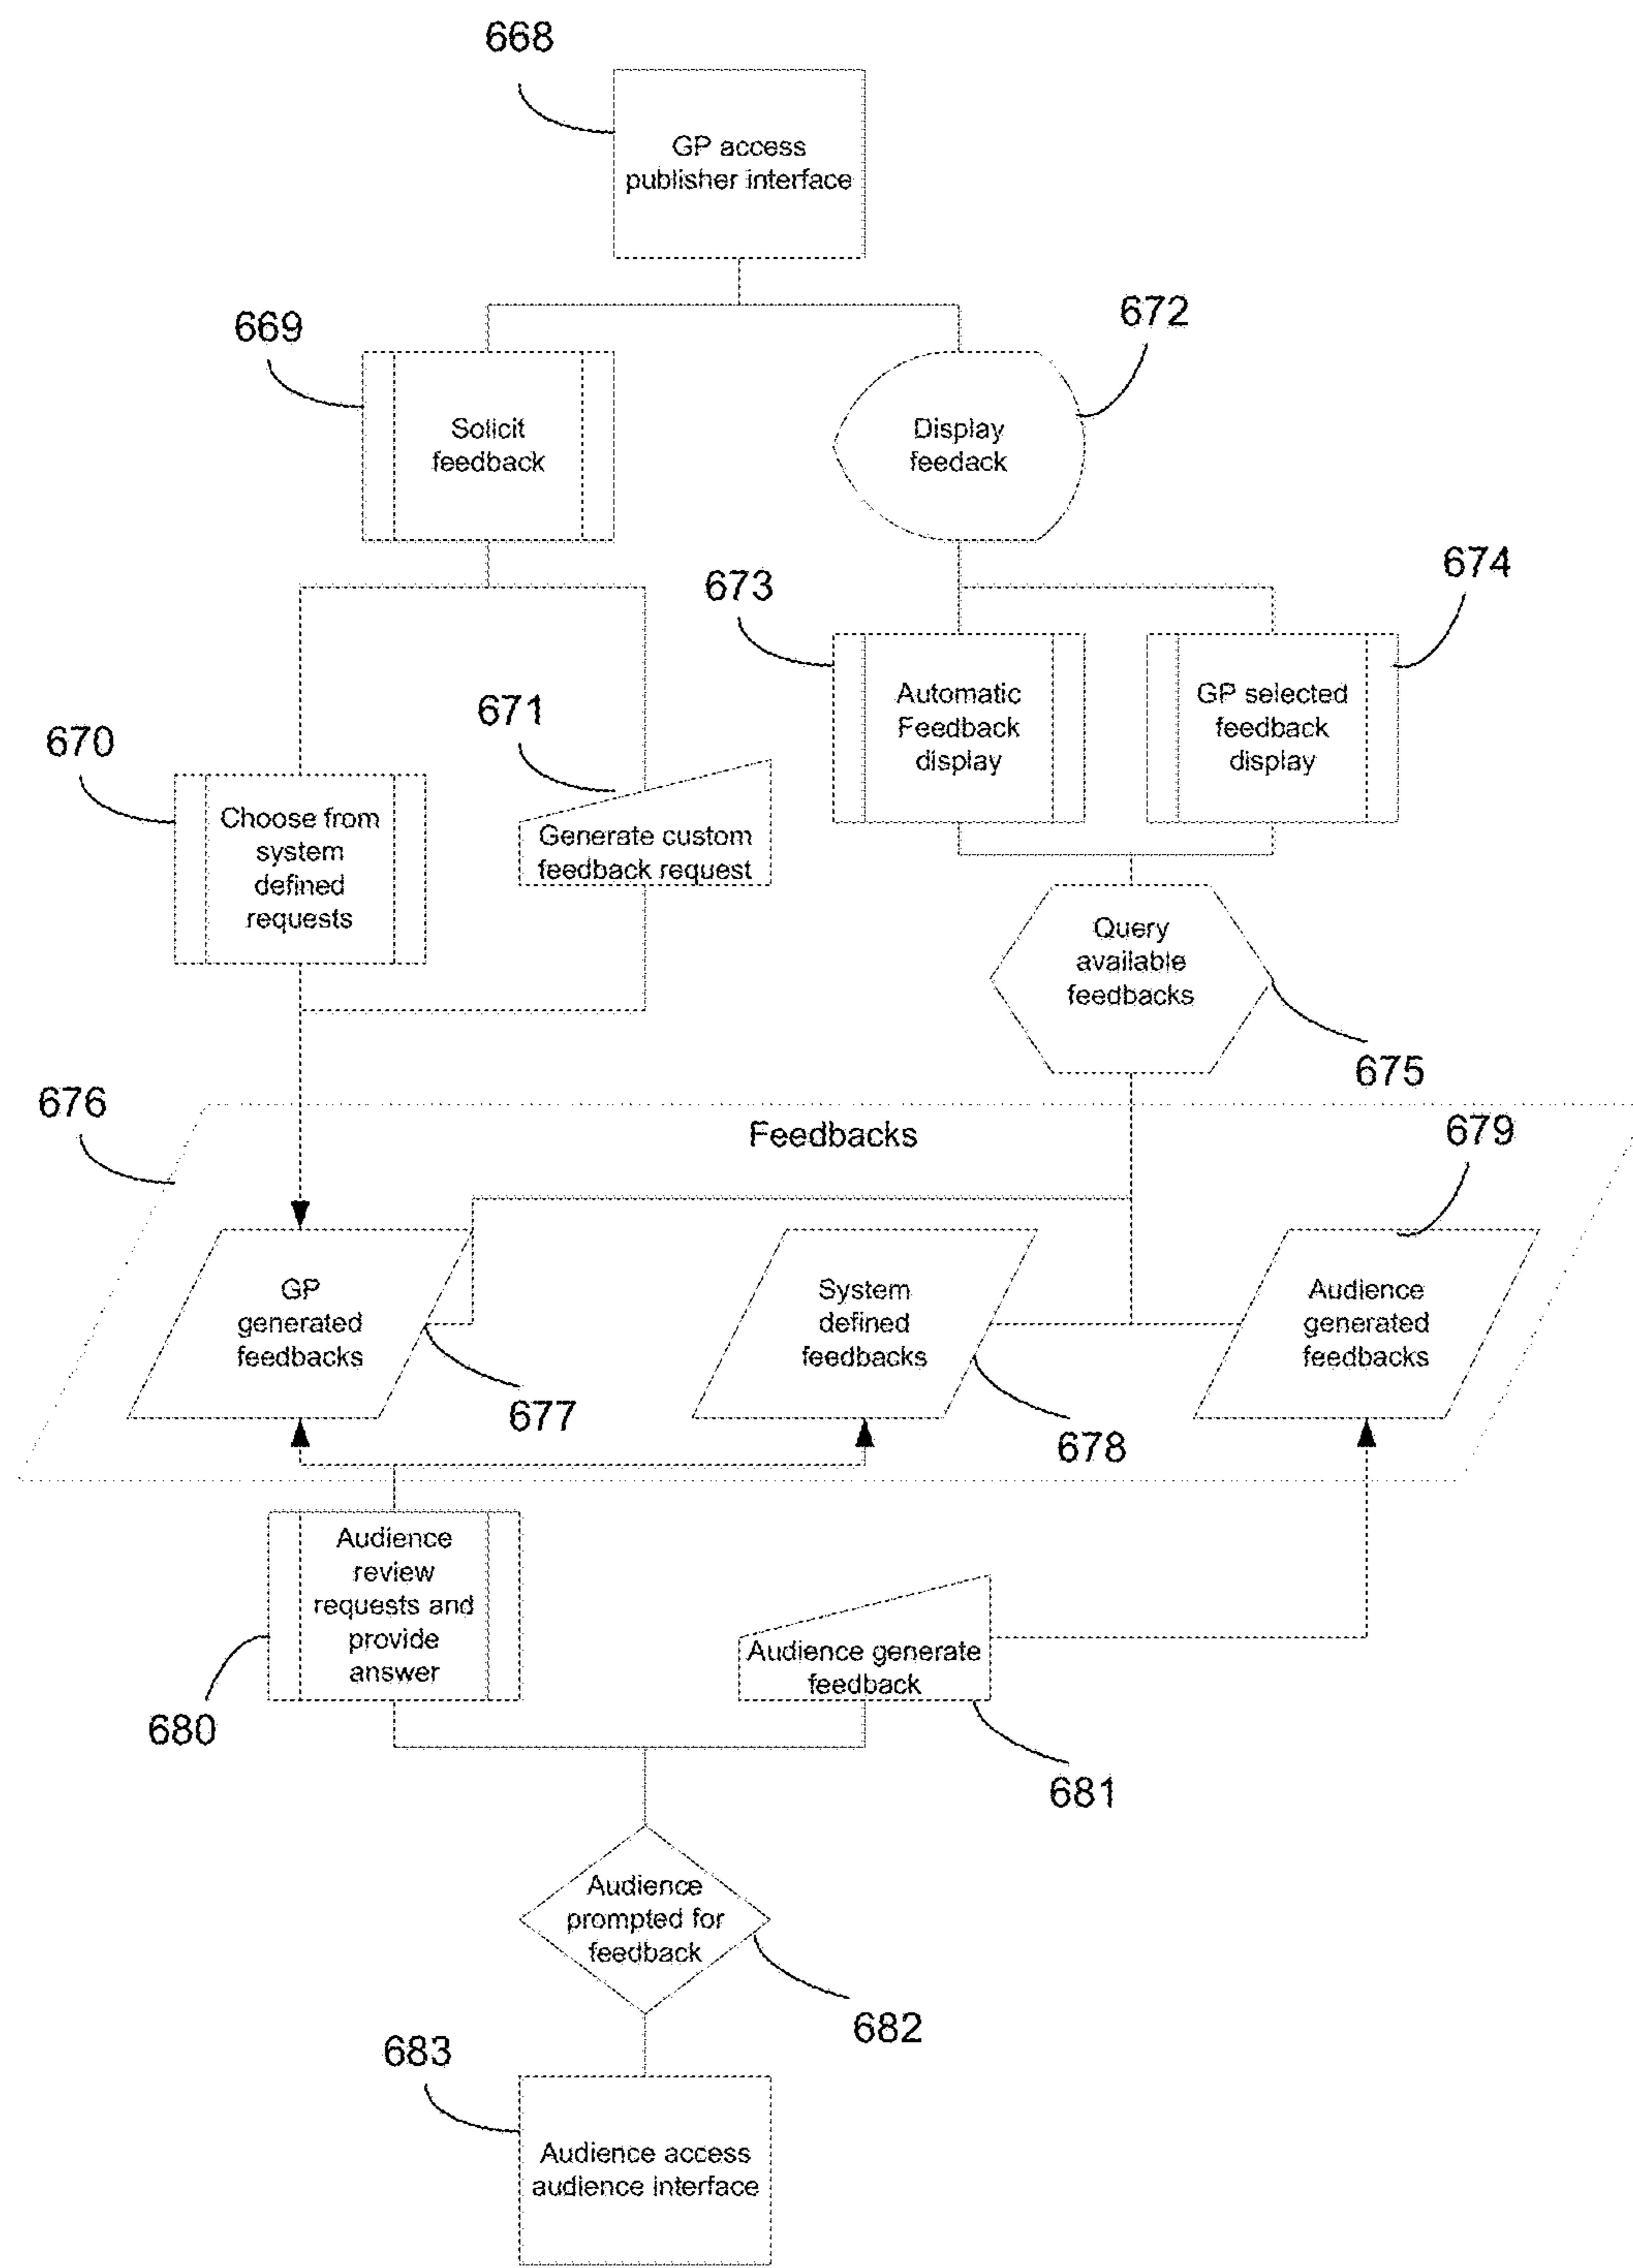 668
GP access
publisher interface
669
Solicit
feedback
672
Display
feedack
673
Automatic
Feedback
display
674
GP selected
feedback
display
670
Choose from
system
defined
requests
671
Generate custom
feedback request
Query
available
feedbacks
675
676
Feedbacks
679
GP
generated
feedbacks
677
System
defined
feedbacks
678
Audience
generated
feedbacks
Audience
review
requests and
provide
answer
680
Audience generate
feedback
681
Audience
prompted for
feedback
682
683
Audience access
audience interface